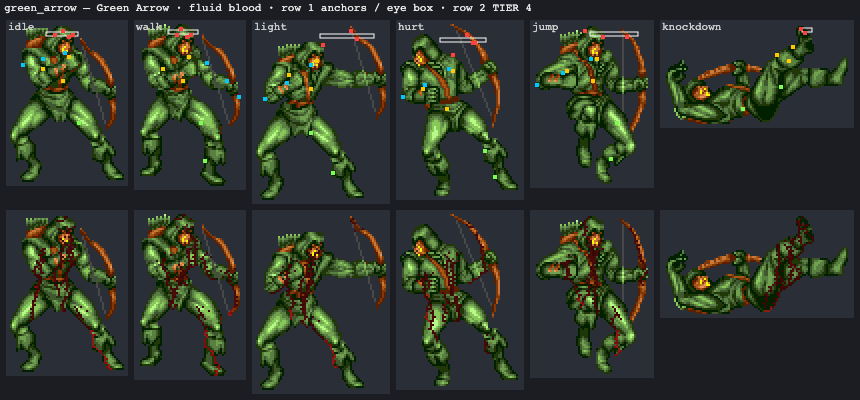 green_arrow — Green Arrow · fluid blood · row 1 anchors / eye box · row 2 TIER 4
idle walk light hurt jump knockdown